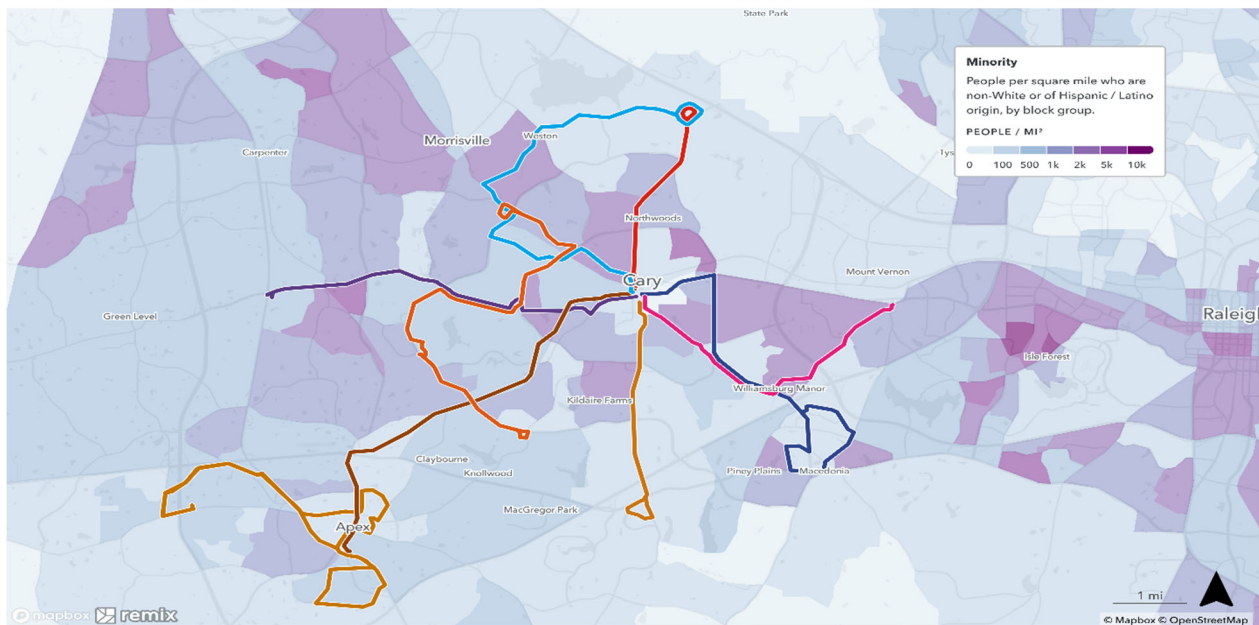 State Park
Minority
People per square mile who are
non-White or of Hispanic / Latino
origin, by block group.
PEOPLE / MI²
0 100 500 1k 2k 5k 10k
Morrisville
Weston
Carpenter
Tys
Northwoods
Mount Vernon
Cary
Green Level
Raleigh
Isle Forest
Williamsburg Manor
Kildaire Farms
Claybourne
Knollwood
Piney Plains
Macedonia
MacGregor Park
Apex
1 mi
mapbox remix
© Mapbox © OpenStreetMap